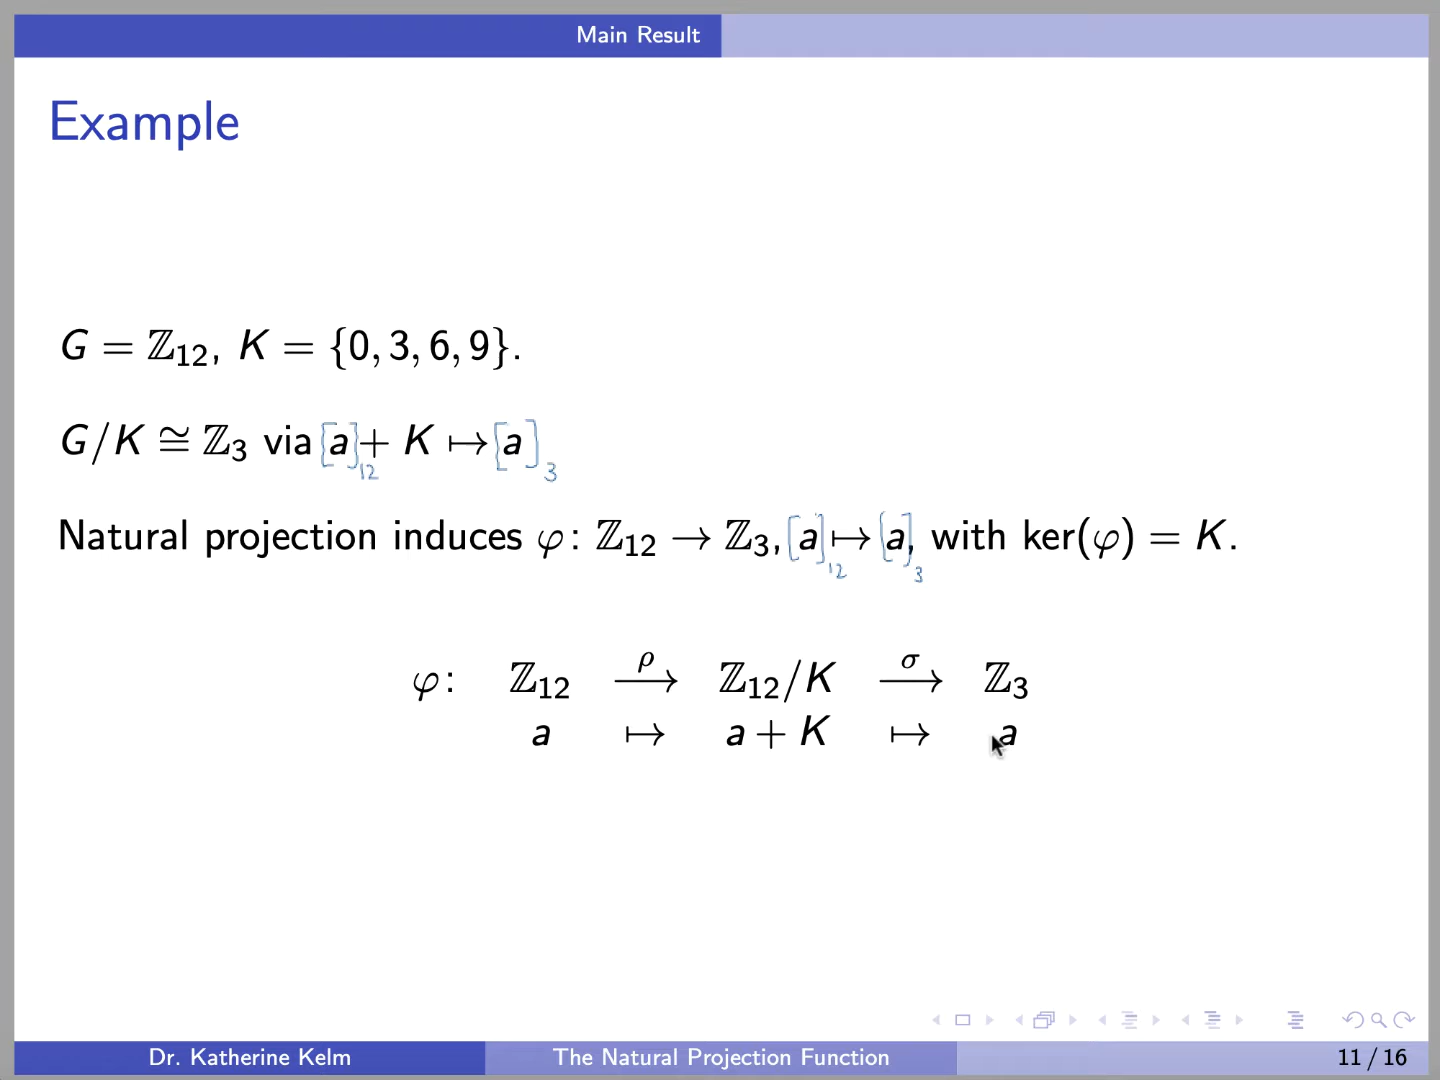 Main Result
Example
G = ℤ₁₂, K = {0, 3, 6, 9}.
G/K ≅ ℤ₃ via [a]₁₂ + K ↦ [a]₃
Natural projection induces φ: ℤ₁₂ → ℤ₃, [a]₁₂ ↦ [a]₃, with ker(φ) = K.
φ: ℤ₁₂ →^ρ ℤ₁₂/K →^σ ℤ₃
a ↦ a + K ↦ a
Dr. Katherine Kelm The Natural Projection Function 11 / 16